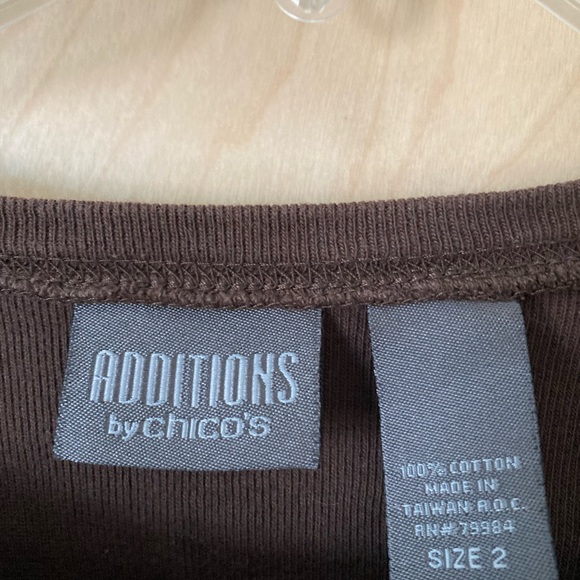 ADDITIONS
by chico's
100% COTTON
MADE IN
TAIWAN R.O.C.
RN# 79984
SIZE 2